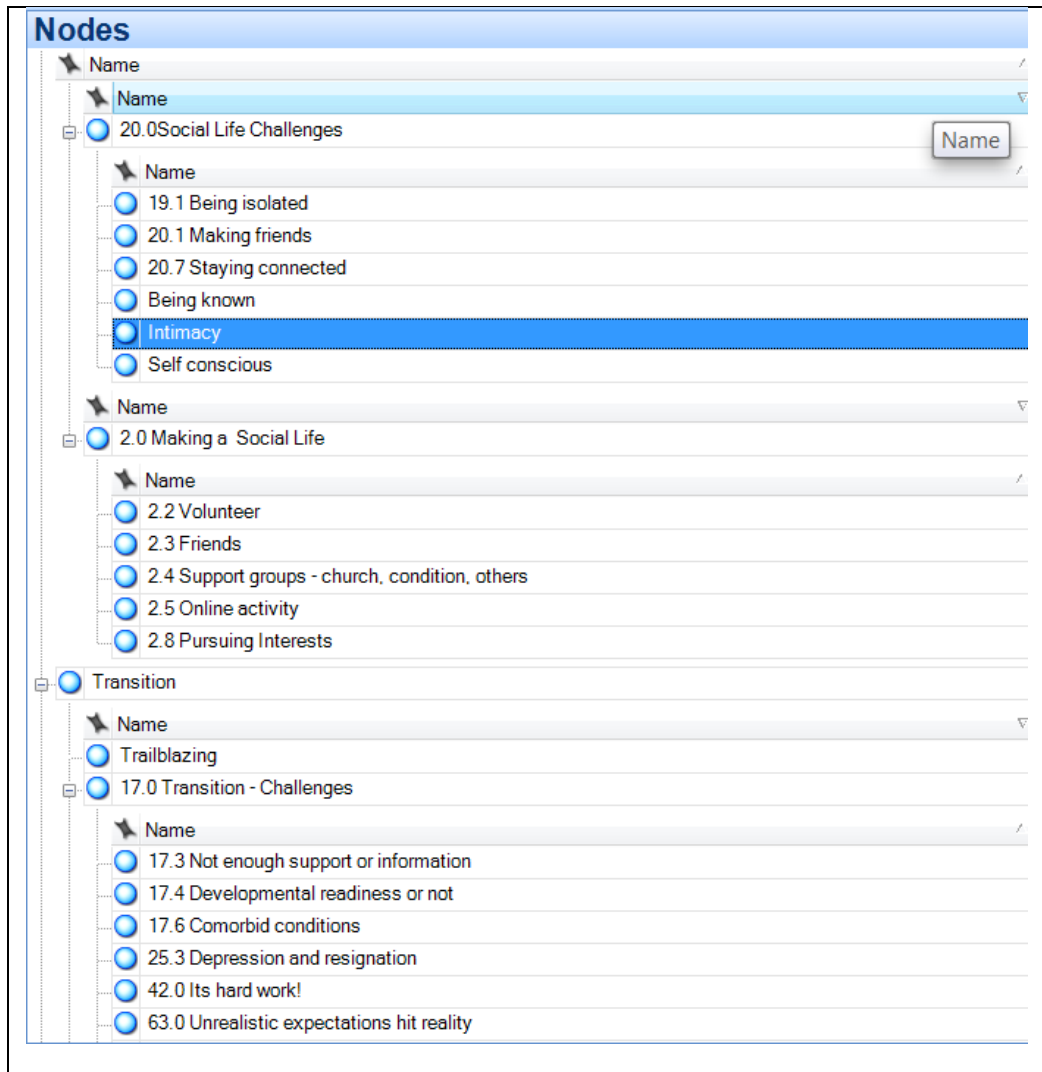 Nodes
Name
Name
20.0Social Life Challenges
Name
Name
19.1 Being isolated
20.1 Making friends
20.7 Staying connected
Being known
Intimacy
Self conscious
Name
2.0 Making a  Social Life
Name
2.2 Volunteer
2.3 Friends
2.4 Support groups - church, condition, others
2.5 Online activity
2.8 Pursuing Interests
Transition
Name
Trailblazing
17.0 Transition - Challenges
Name
17.3 Not enough support or information
17.4 Developmental readiness or not
17.6 Comorbid conditions
25.3 Depression and resignation
42.0 Its hard work!
63.0 Unrealistic expectations hit reality